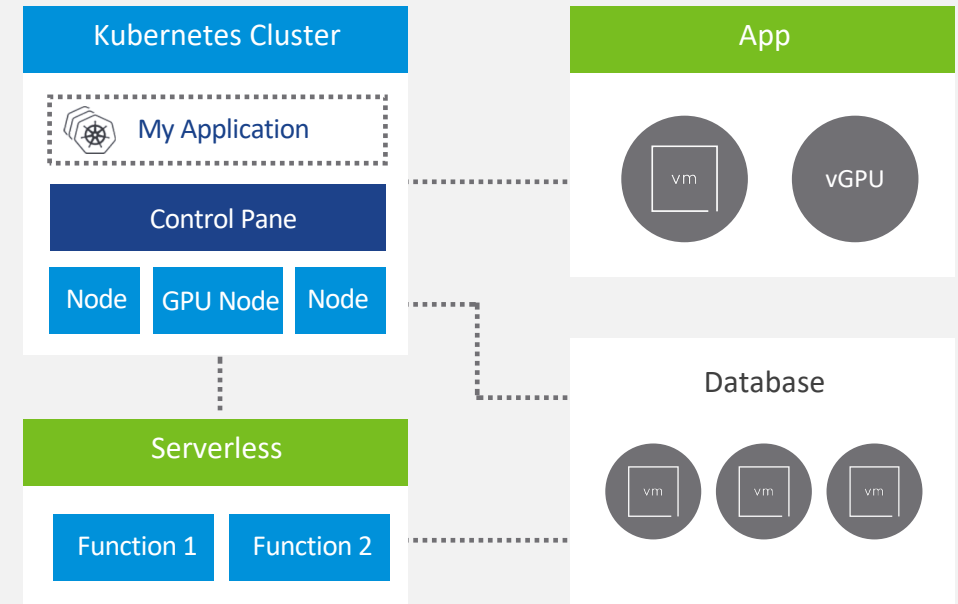 Kubernetes Cluster
My Application
Control Pane
Node
GPU Node
Node
Serverless
Function 1
Function 2
App
vm
vGPU
Database
vm
vm
vm